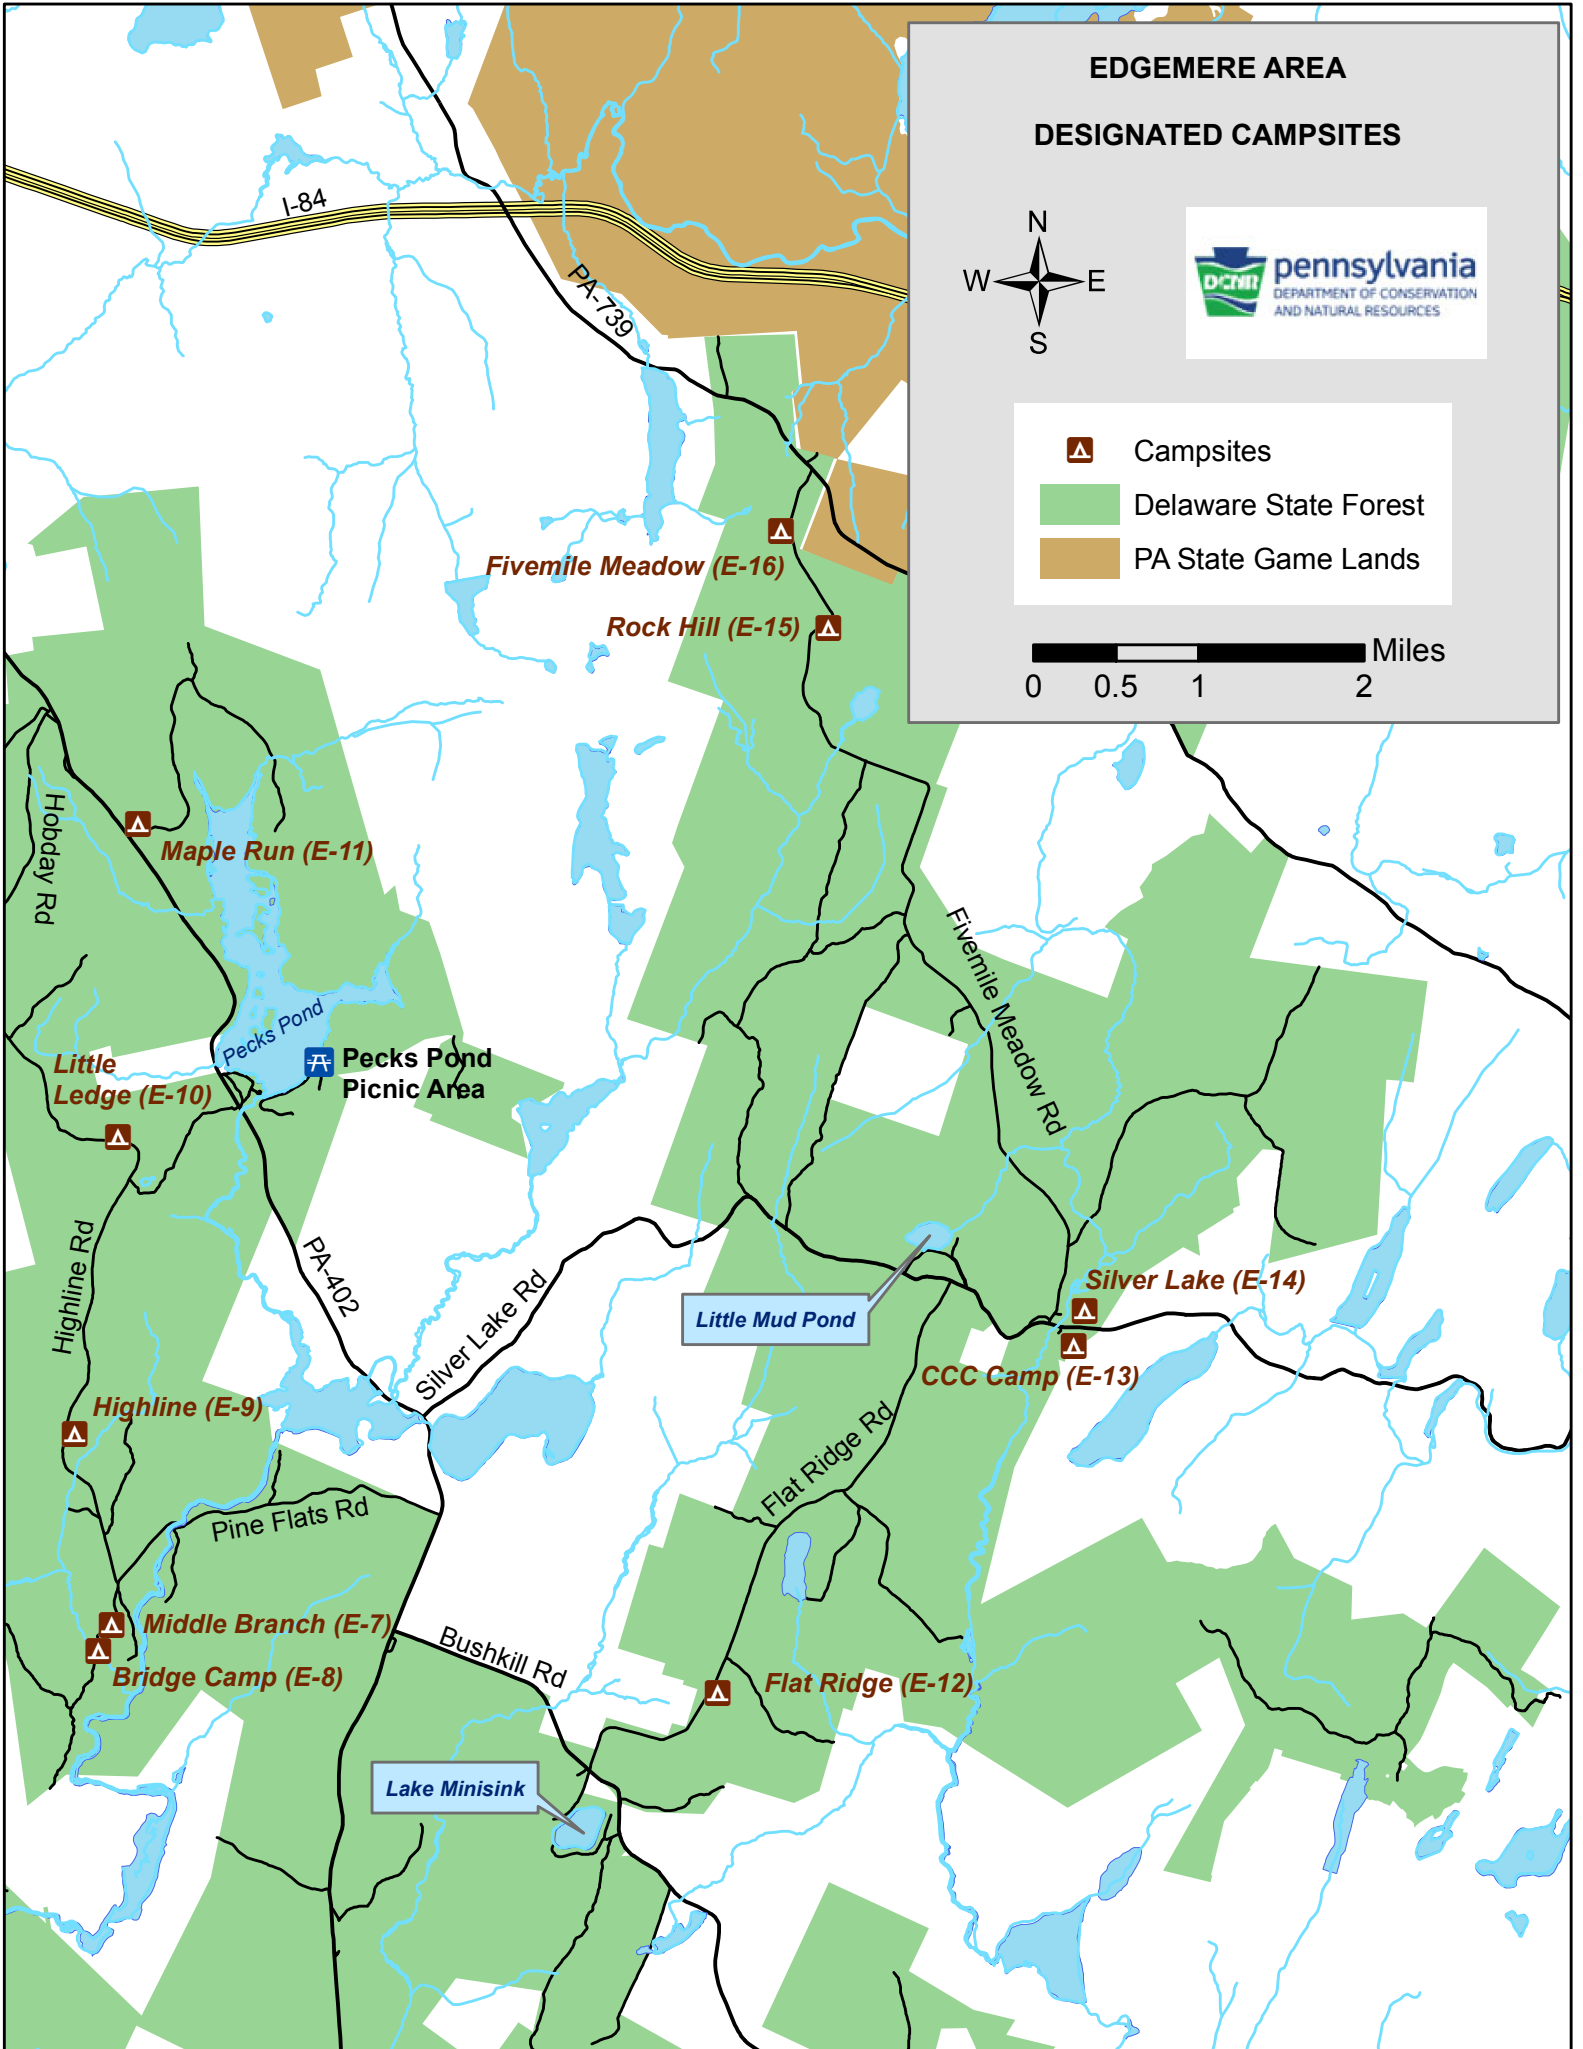 EDGEMERE AREA
DESIGNATED CAMPSITES
N
W
E
S
DCNR
pennsylvania
DEPARTMENT OF CONSERVATION
AND NATURAL RESOURCES
Campsites
Delaware State Forest
PA State Game Lands
Miles
0
0.5
1
2
I-84
PA-739
Fivemile Meadow (E-16)
Rock Hill (E-15)
Hobday Rd
Maple Run (E-11)
Fivemile Meadow Rd
Pecks Pond
Pecks Pond
Picnic Area
Little
Ledge (E-10)
Highline Rd
PA-402
Silver Lake Rd
Little Mud Pond
Silver Lake (E-14)
CCC Camp (E-13)
Highline (E-9)
Flat Ridge Rd
Pine Flats Rd
Middle Branch (E-7)
Bridge Camp (E-8)
Bushkill Rd
Flat Ridge (E-12)
Lake Minisink